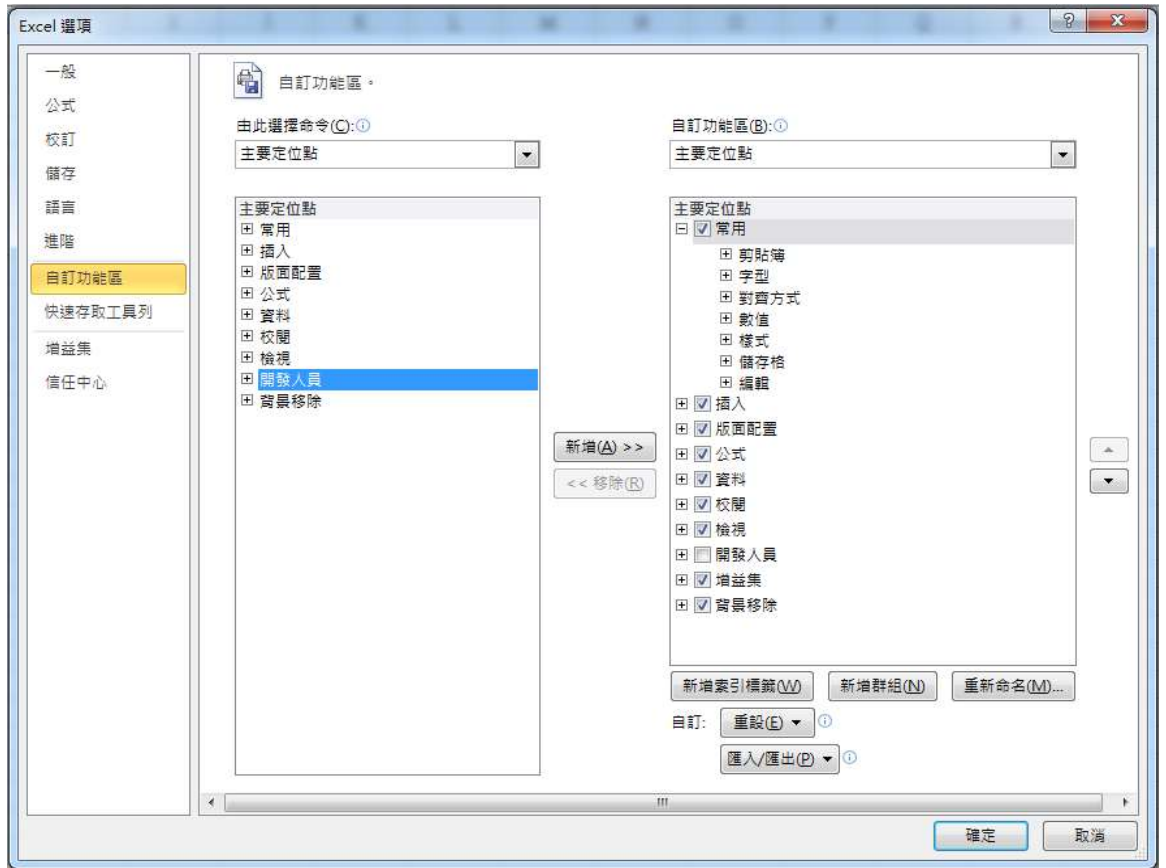 Excel 選項
一般
公式
校訂
儲存
語言
進階
自訂功能區
快速存取工具列
增益集
信任中心
自訂功能區。
由此選擇命令(C):
主要定位點
主要定位點
常用
插入
版面配置
公式
資料
校閱
檢視
開發人員
背景移除
新增(A) >>
<< 移除(R)
自訂功能區(B):
主要定位點
主要定位點
常用
剪貼簿
字型
對齊方式
數值
樣式
儲存格
編輯
插入
版面配置
公式
資料
校閱
檢視
開發人員
增益集
背景移除
新增索引標籤(W)
新增群組(N)
重新命名(M)...
自訂:
重設(E)
匯入/匯出(P)
確定
取消